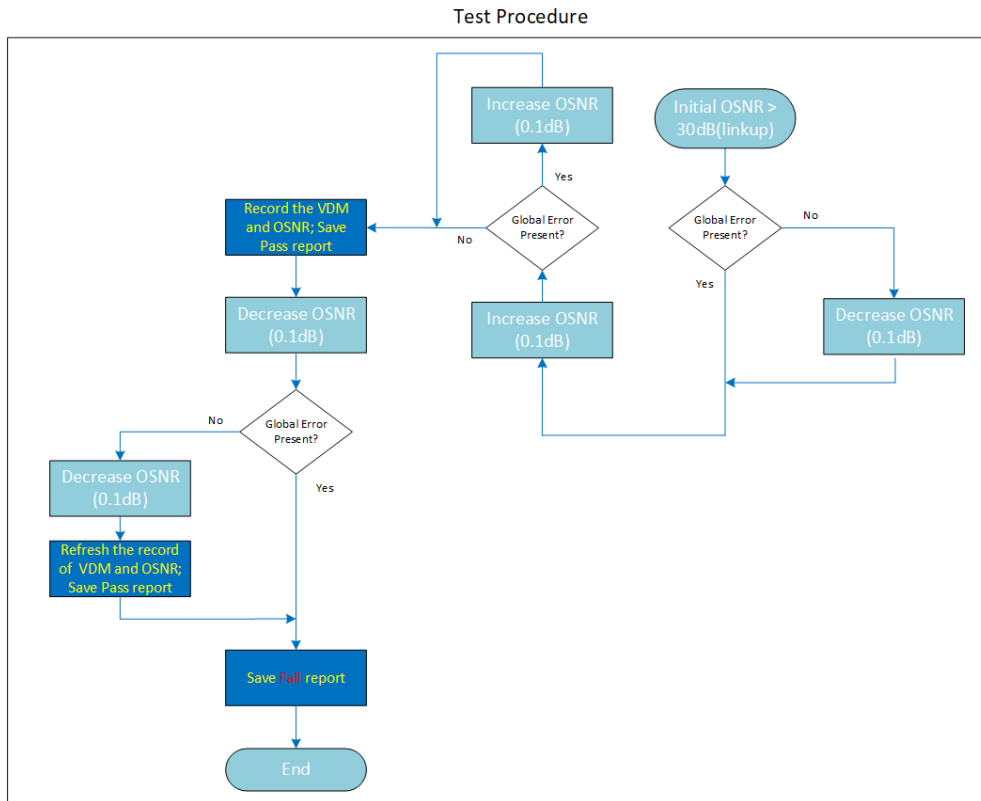 Test Procedure
Initial OSNR >
30dB(linkup)
Global Error
Present?
No
Yes
Decrease OSNR
(0.1dB)
Increase OSNR
(0.1dB)
Global Error
Present?
Yes
No
Increase OSNR
(0.1dB)
Record the VDM
and OSNR; Save
Pass report
Decrease OSNR
(0.1dB)
Global Error
Present?
No
Yes
Decrease OSNR
(0.1dB)
Refresh the record
of VDM and OSNR;
Save Pass report
Save Fail report
End